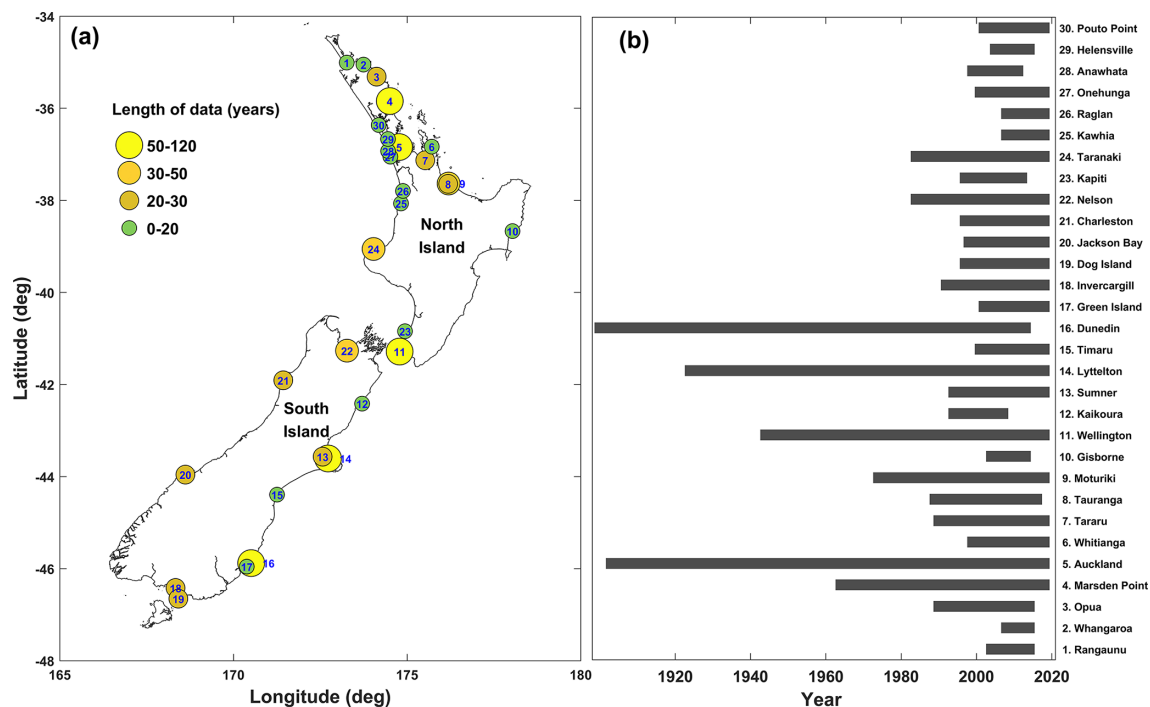 (a)
Length of data (years)
50-120
30-50
20-30
0-20
North
Island
South
Island
1
2
3
4
30
29
5
6
28
27
7
8
9
26
25
10
24
23
22
11
21
12
13
14
20
15
17
16
18
19
-34
-36
-38
-40
-42
-44
-46
-48
165
170
175
180
Latitude (deg)
Longitude (deg)
(b)
30. Pouto Point
29. Helensville
28. Anawhata
27. Onehunga
26. Raglan
25. Kawhia
24. Taranaki
23. Kapiti
22. Nelson
21. Charleston
20. Jackson Bay
19. Dog Island
18. Invercargill
17. Green Island
16. Dunedin
15. Timaru
14. Lyttelton
13. Sumner
12. Kaikoura
11. Wellington
10. Gisborne
9. Moturiki
8. Tauranga
7. Tararu
6. Whitianga
5. Auckland
4. Marsden Point
3. Opua
2. Whangaroa
1. Rangaunu
1920
1940
1960
1980
2000
2020
Year